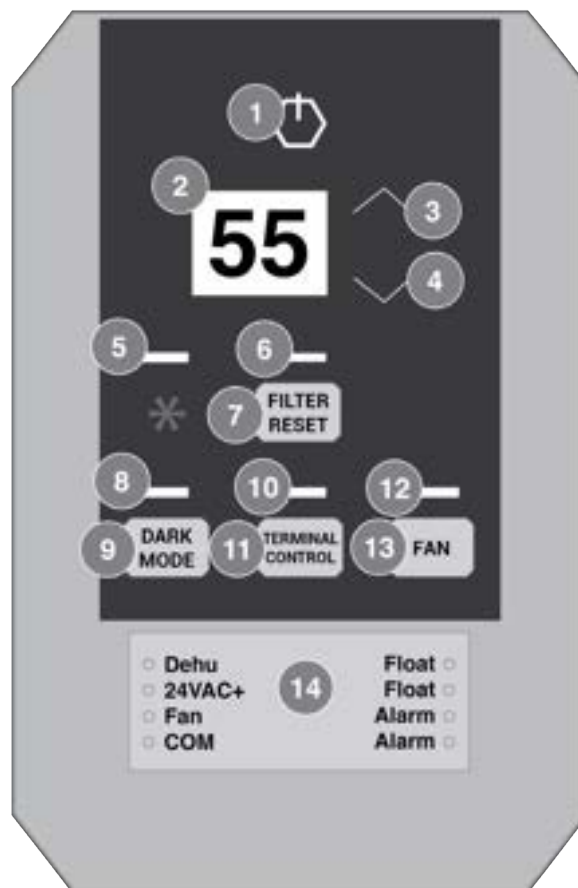 1
2
55
3
4
5
6
7
FILTER
RESET
8
10
12
9
DARK
MODE
11
TERMINAL
CONTROL
13
FAN
14
Dehu
24VAC+
Fan
COM
Float
Float
Alarm
Alarm